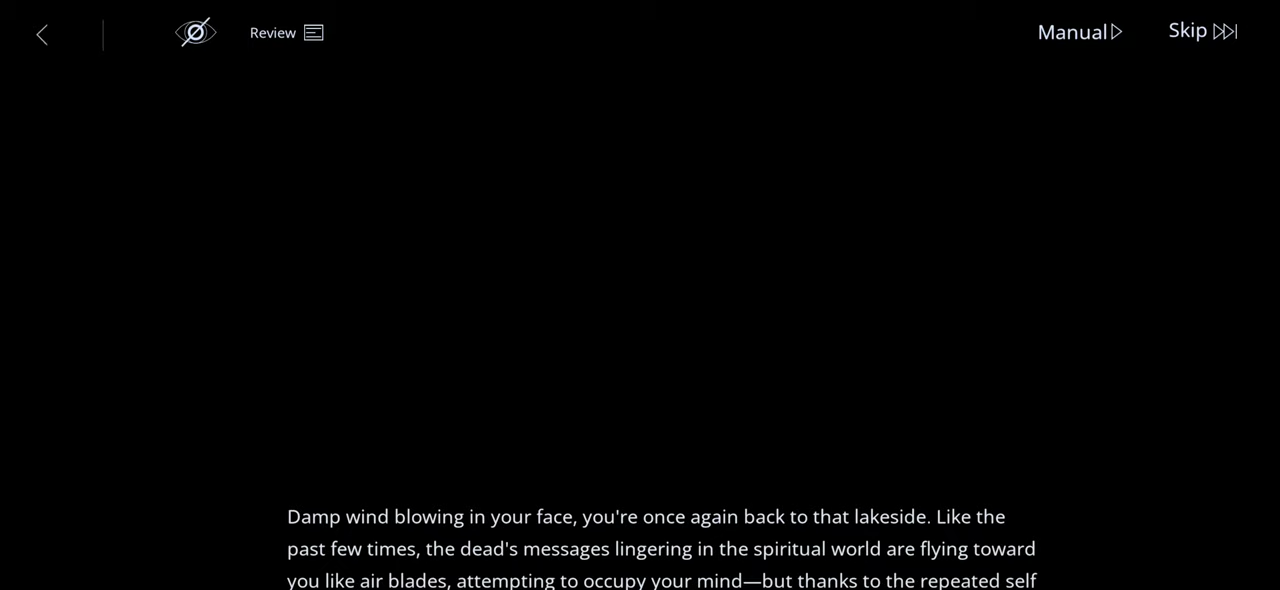 Review
Manual
Skip
Damp wind blowing in your face, you're once again back to that lakeside. Like the
past few times, the dead's messages lingering in the spiritual world are flying toward
you like air blades, attempting to occupy your mind—but thanks to the repeated self